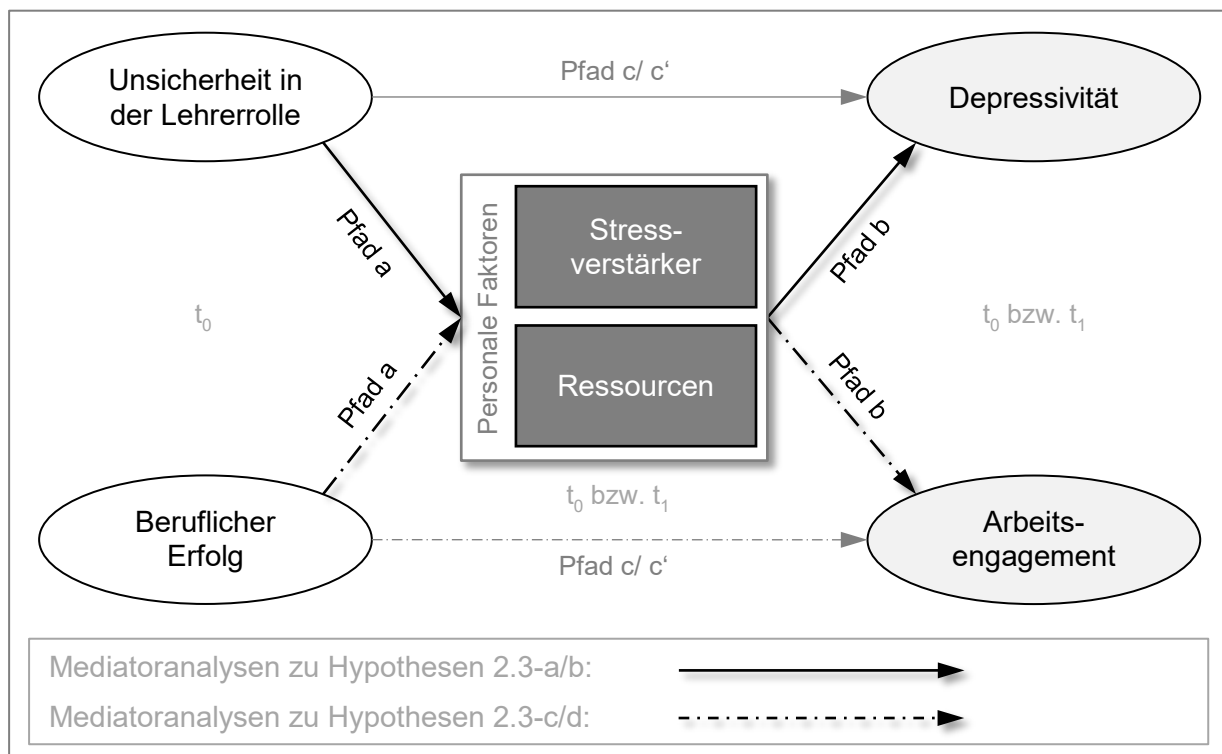 Unsicherheit in
der Lehrerrolle
Pfad c/ c‘
Depressivität
Pfad a
Personale Faktoren
Stress-
verstärker
Pfad b
t0
t0 bzw. t1
Pfad a
Ressourcen
Pfad b
t0 bzw. t1
Beruflicher
Erfolg
Pfad c/ c‘
Arbeits-
engagement
Mediatoranalysen zu Hypothesen 2.3-a/b:
Mediatoranalysen zu Hypothesen 2.3-c/d: